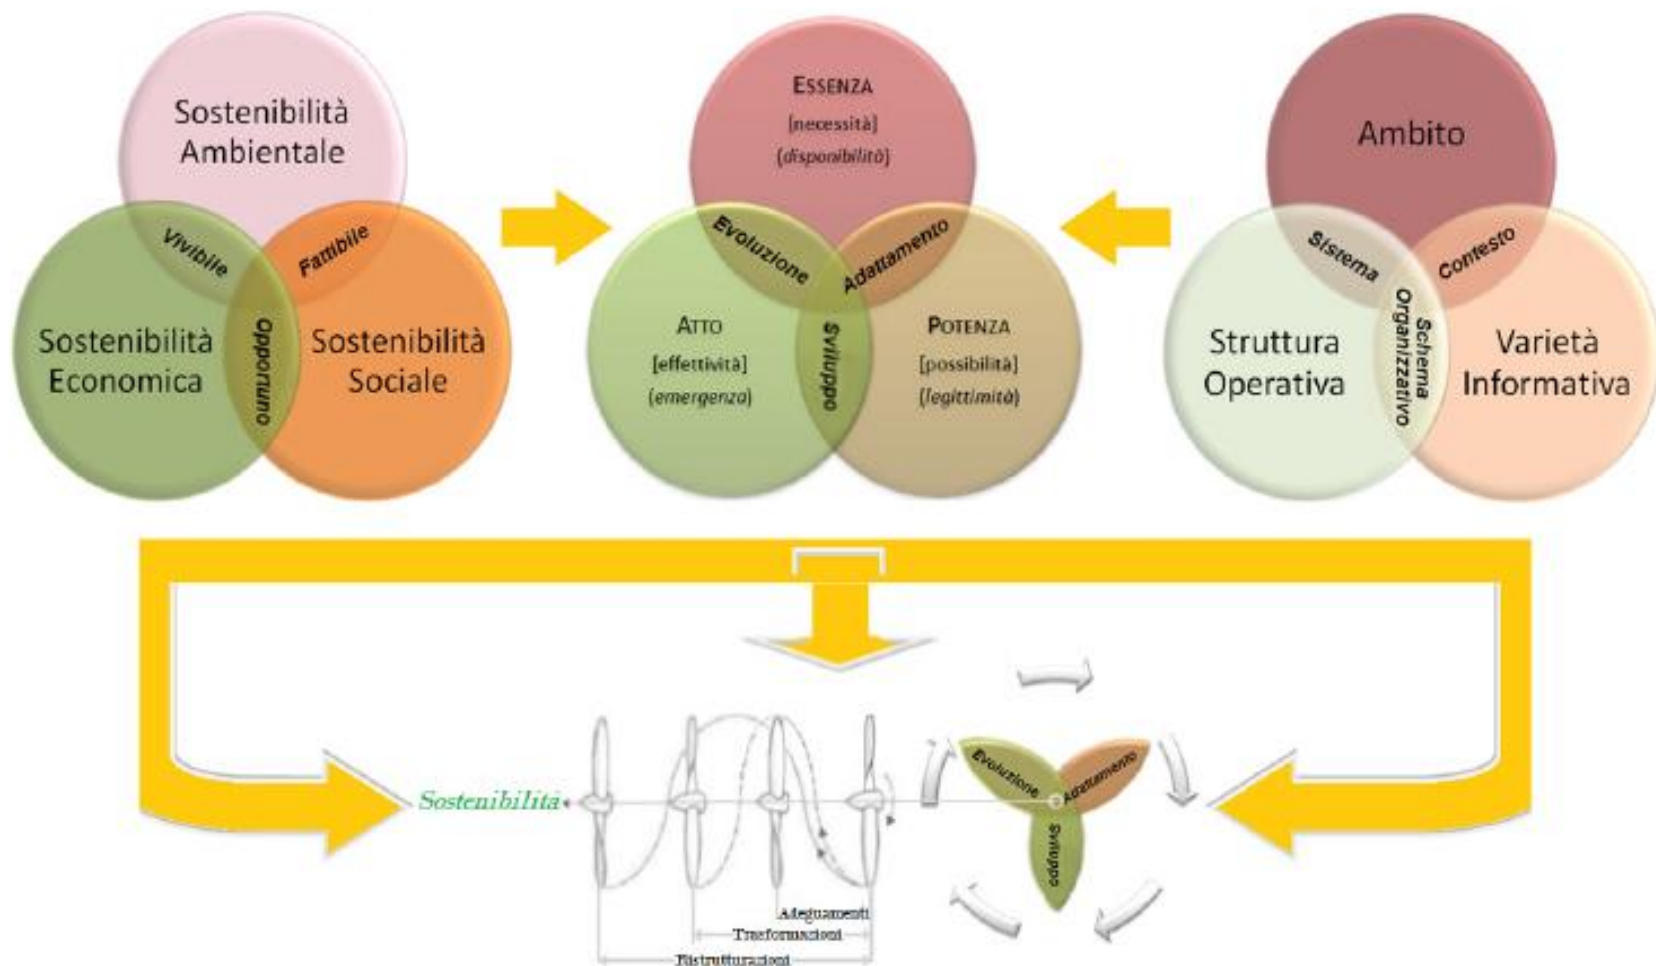 Sostenibilità
Ambientale
Vivibile
Fattibile
Sostenibilità
Economica
Opporuno
Sostenibilità
Sociale
ESSENZA
[necessità]
(disponibilità)
Evoluzione
Adattamento
ATTO
[effettività]
(emergenza)
Sviluppo
POTENZA
[possibilità]
(legittimità)
Ambito
Sistema
Contesto
Struttura
Operativa
Schema
Organizzativo
Varietà
Informativa
Sostenibilità
Evoluzione
Adattamento
Sviluppo
Adeguamenti
Trasformazioni
Ristrutturazioni